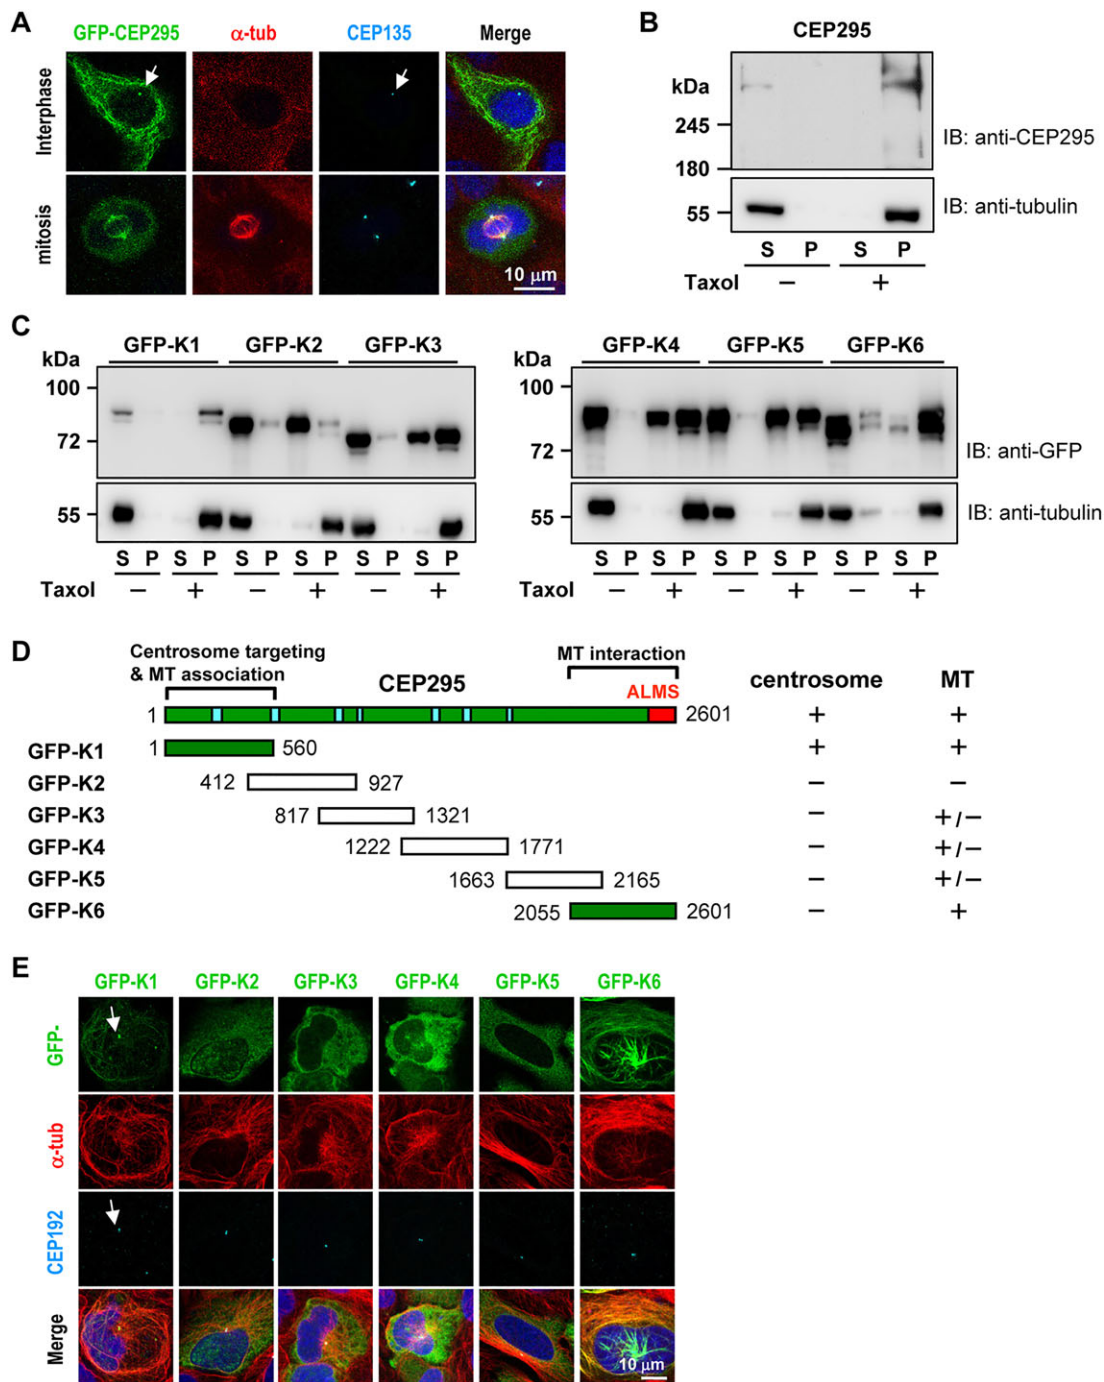 A
GFP-CEP295 α-tub CEP135 Merge
Interphase
mitosis
10 μm
B
CEP295
kDa
245
180
55
IB: anti-CEP295
IB: anti-tubulin
S P S P
Taxol − +
C
GFP-K1 GFP-K2 GFP-K3
kDa
100
72
55
S P S P S P S P S P S P
Taxol − + − + − +
GFP-K4 GFP-K5 GFP-K6
kDa
100
72
55
IB: anti-GFP
IB: anti-tubulin
S P S P S P S P S P S P
Taxol − + − + − +
D
Centrosome targeting
& MT association
CEP295
MT interaction
ALMS
centrosome MT
1 2601 + +
GFP-K1 1 560 + +
GFP-K2 412 927 − −
GFP-K3 817 1321 − +/−
GFP-K4 1222 1771 − +/−
GFP-K5 1663 2165 − +/−
GFP-K6 2055 2601 − +
E
GFP-K1 GFP-K2 GFP-K3 GFP-K4 GFP-K5 GFP-K6
GFP-
α-tub
CEP192
Merge
10 μm